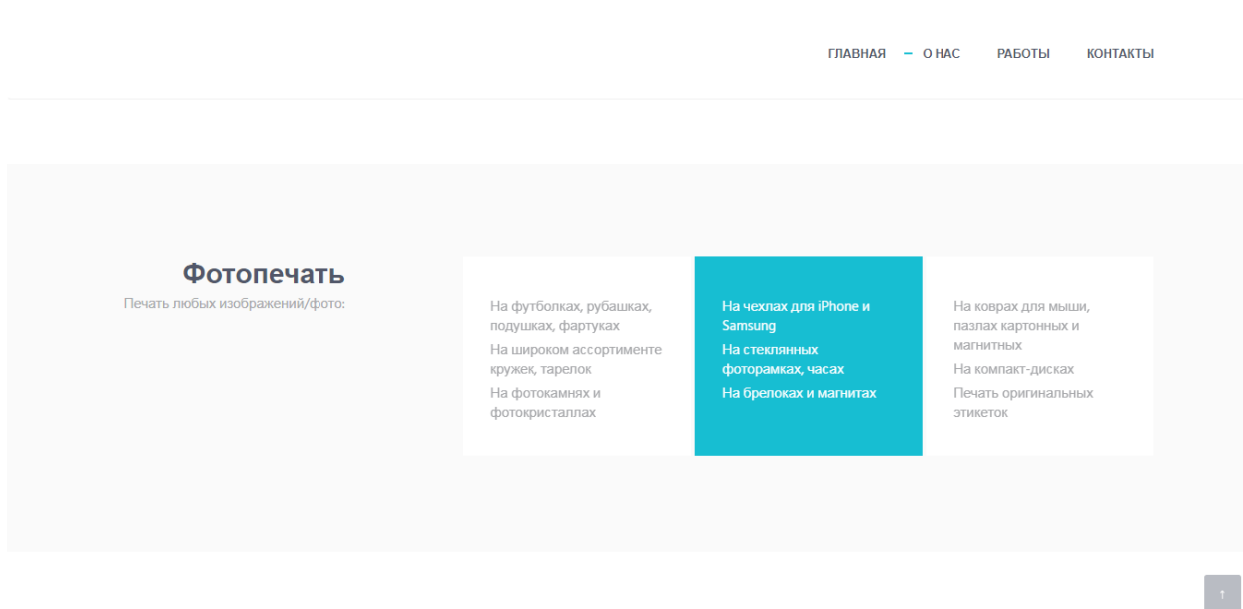 ГЛАВНАЯ – О НАС РАБОТЫ КОНТАКТЫ
Фотопечать
Печать любых изображений/фото:
На футболках, рубашках,
подушках, фартуках
На широком ассортименте
кружек, тарелок
На фотокамнях и
фотокристаллах
На чехлах для iPhone и
Samsung
На стеклянных
фоторамках, часах
На брелоках и магнитах
На коврах для мыши,
пазлах картонных и
магнитных
На компакт-дисках
Печать оригинальных
этикеток
↑